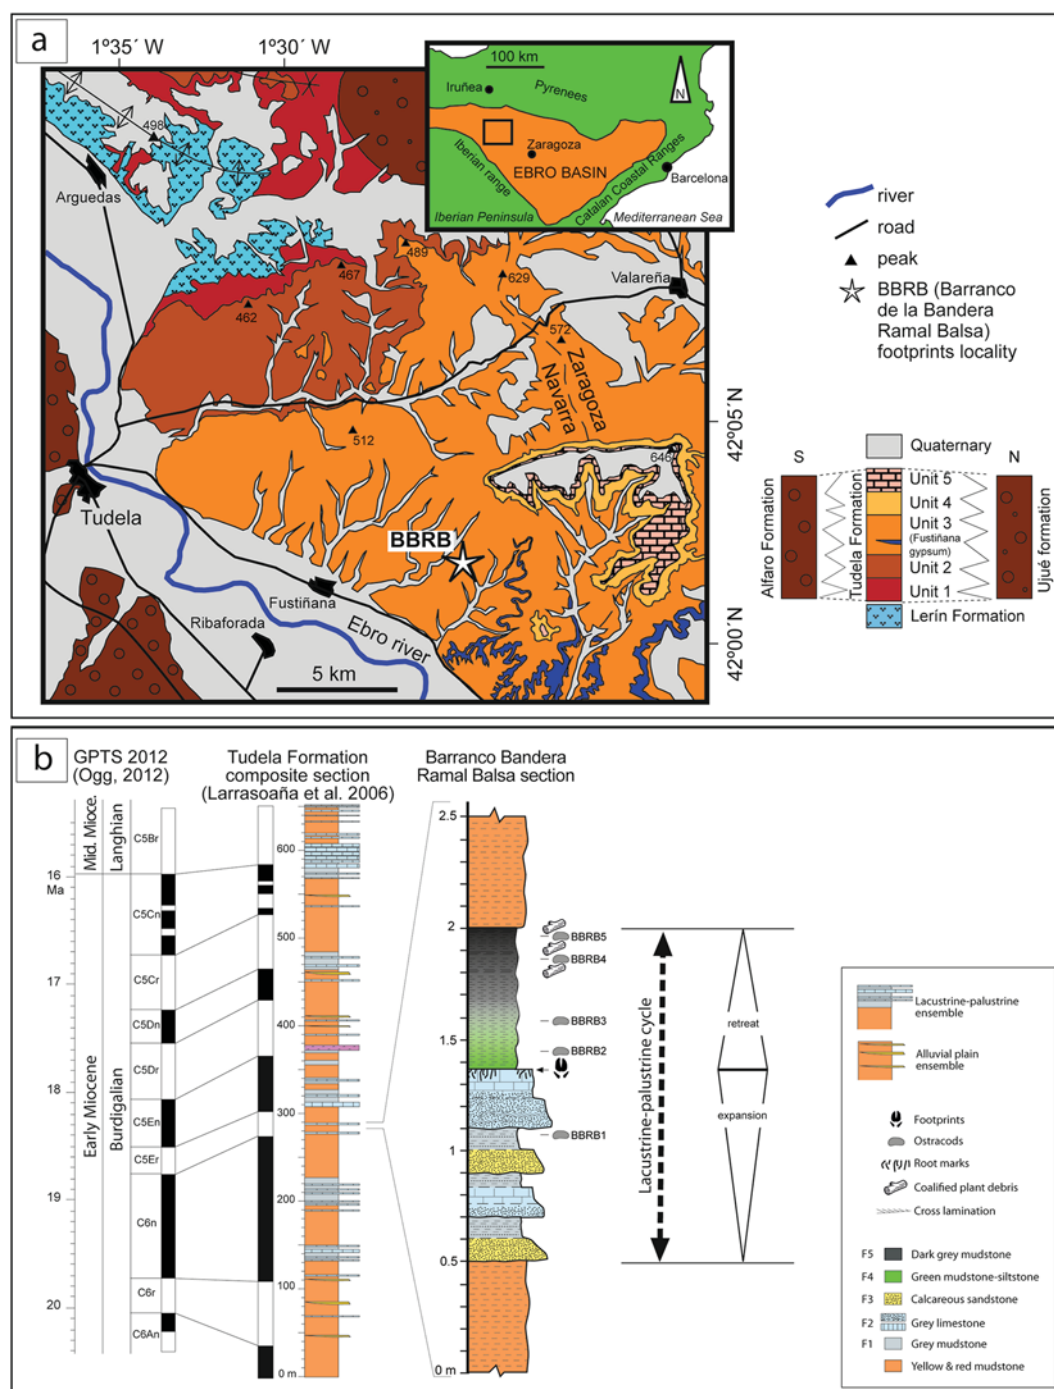 a
1º35´ W
1º30´ W
100 km
N
Iruñea
Pyrenees
Zaragoza
Iberian range
EBRO BASIN
Catalan Coastal Ranges
Barcelona
Iberian Peninsula
Mediterranean Sea
498
Arguedas
489
467
629
Valareña
462
572
Zaragoza
Navarra
512
42º05´N
646
Tudela
BBRB
Fustiñana
Ribaforada
Ebro river
42º00´N
5 km
river
road
peak
BBRB (Barranco
de la Bandera
Ramal Balsa)
footprints locality
Quaternary
S
N
Alfaro Formation
Tudela Formation
Ujué formation
Unit 5
Unit 4
Unit 3
(Fustiñana
gypsum)
Unit 2
Unit 1
Lerín Formation
b
GPTS 2012
(Ogg, 2012)
Tudela Formation
composite section
(Larrasoaña et al. 2006)
Barranco Bandera
Ramal Balsa section
Mid. Mioce.
Langhian
Early Miocene
Burdigalian
16
Ma
17
18
19
20
C5Br
C5Cn
C5Cr
C5Dn
C5Dr
C5En
C5Er
C6n
C6r
C6An
600
500
400
300
200
100
0 m
2.5
2
1.5
1
0.5
0 m
BBRB5
BBRB4
BBRB3
BBRB2
BBRB1
Lacustrine-palustrine cycle
retreat
expansion
Lacustrine-palustrine
ensemble
Alluvial plain
ensemble
Footprints
Ostracods
Root marks
Coalified plant debris
Cross lamination
F5 Dark grey mudstone
F4 Green mudstone-siltstone
F3 Calcareous sandstone
F2 Grey limestone
F1 Grey mudstone
Yellow & red mudstone